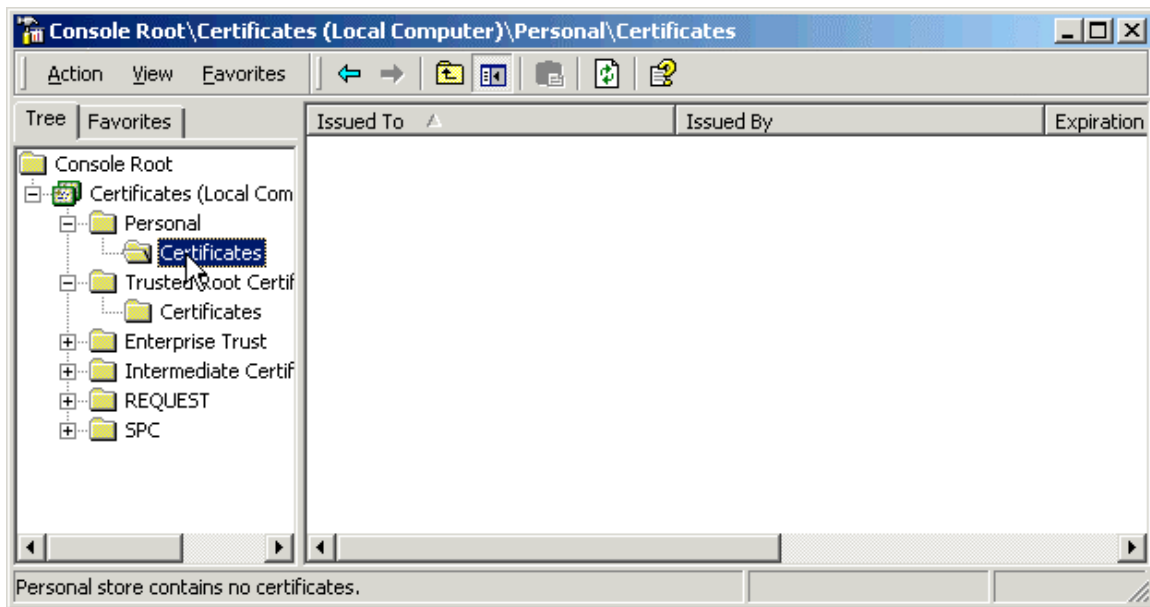 Console Root\Certificates (Local Computer)\Personal\Certificates
Action View Favorites
Tree Favorites
Issued To Issued By Expiration
Console Root
Certificates (Local Com
Personal
Certificates
Trusted Root Certif
Certificates
Enterprise Trust
Intermediate Certif
REQUEST
SPC
Personal store contains no certificates.